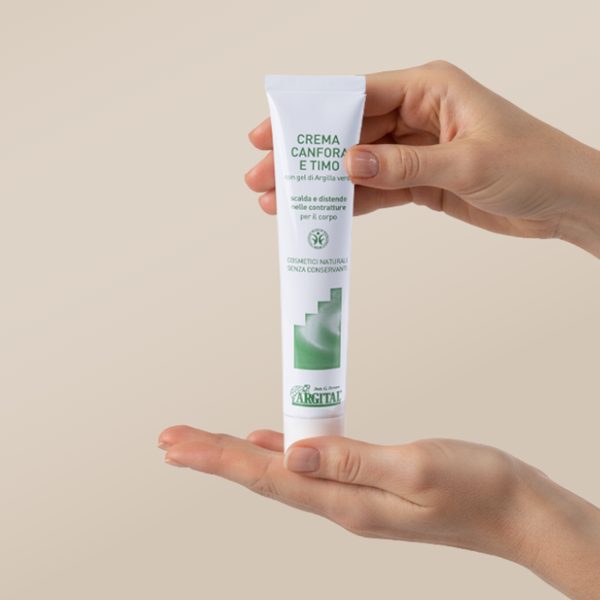 CREMA
CANFORA
E TIMO
con gel di Argilla verde
scalda e distende
nelle contratture
per il corpo
COSMETICI NATURALI
SENZA CONSERVANTI
ARGITAL